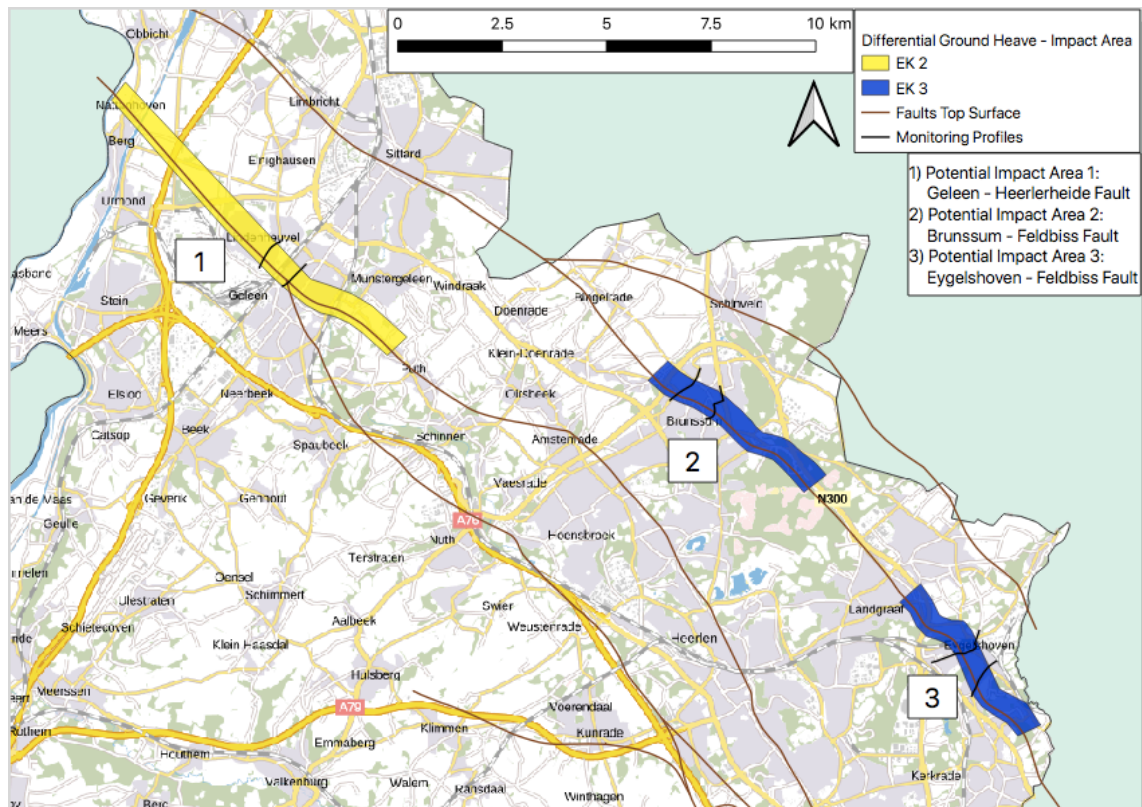 0 2.5 5 7.5 10 km
Differential Ground Heave - Impact Area
EK 2
EK 3
Faults Top Surface
Monitoring Profiles
1) Potential Impact Area 1:
Geleen - Heerlerheide Fault
2) Potential Impact Area 2:
Brunssum - Feldbiss Fault
3) Potential Impact Area 3:
Eygelshoven - Feldbiss Fault
Obbicht
Limbricht
Berg
Einighausen
Sittard
Urmond
1
Munstergeleen
Windraak
Geleen
Stein
Meers
Doenrade
Bingelrade
Schinveld
Klein-Doenrade
Puth
Oirsbeek
Elsloo
Neerbeek
Catsop
Beek
Spaubeek
Schinnen
Amstenrade
2
Vaesrade
Geverik
Genhout
Geulle
A76
N300
Nuth
Hoensbroek
Terstraten
Ulestraten
Schimmert
Swier
Aalbeek
Weustenrade
Landgraaf
Heerlen
Klein Haasdal
Eygelshoven
Hulsberg
Meerssen
3
A79
Voerendaal
Klimmen
Kunrade
Emmaberg
Houthem
Valkenburg
Walem
Ransdaal
Winthagen
Kerkrade